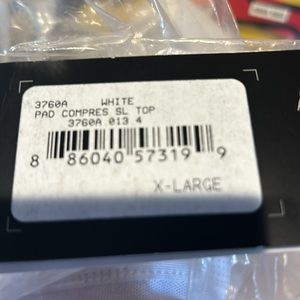 3760A WHITE
PAD COMPRES SL TOP
3760A 013 4
8 86040 57319 9
X-LARGE